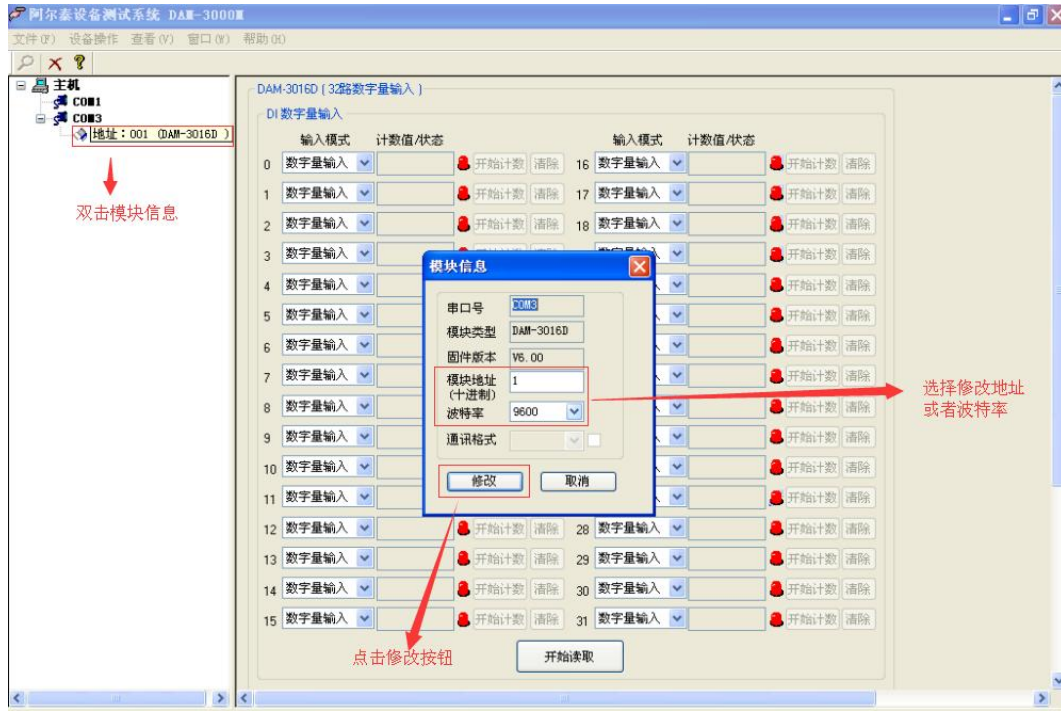 阿尔泰设备测试系统 DAM-3000M
文件(F) 设备操作 查看(V) 窗口(W) 帮助(H)
主机
COM1
COM3
地址：001 (DAM-3016D )
双击模块信息
DAM-3016D ( 32路数字量输入 )
DI数字量输入
输入模式 计数值/状态 输入模式 计数值/状态
0 数字量输入 开始计数 清除 16 数字量输入 开始计数 清除
1 数字量输入 开始计数 清除 17 数字量输入 开始计数 清除
2 数字量输入 开始计数 清除 18 数字量输入 开始计数 清除
3 数字量输入 开始计数 清除
4 数字量输入 开始计数 清除
5 数字量输入 开始计数 清除
6 数字量输入 开始计数 清除
7 数字量输入 开始计数 清除
8 数字量输入 开始计数 清除
9 数字量输入 开始计数 清除
10 数字量输入 开始计数 清除
11 数字量输入 开始计数 清除
12 数字量输入 开始计数 清除 28 数字量输入 开始计数 清除
13 数字量输入 开始计数 清除 29 数字量输入 开始计数 清除
14 数字量输入 开始计数 清除 30 数字量输入 开始计数 清除
15 数字量输入 开始计数 清除 31 数字量输入 开始计数 清除
开始读取
模块信息
串口号 COM3
模块类型 DAM-3016D
固件版本 V6.00
模块地址 1
(十进制)
波特率 9600
通讯格式
修改 取消
选择修改地址
或者波特率
点击修改按钮